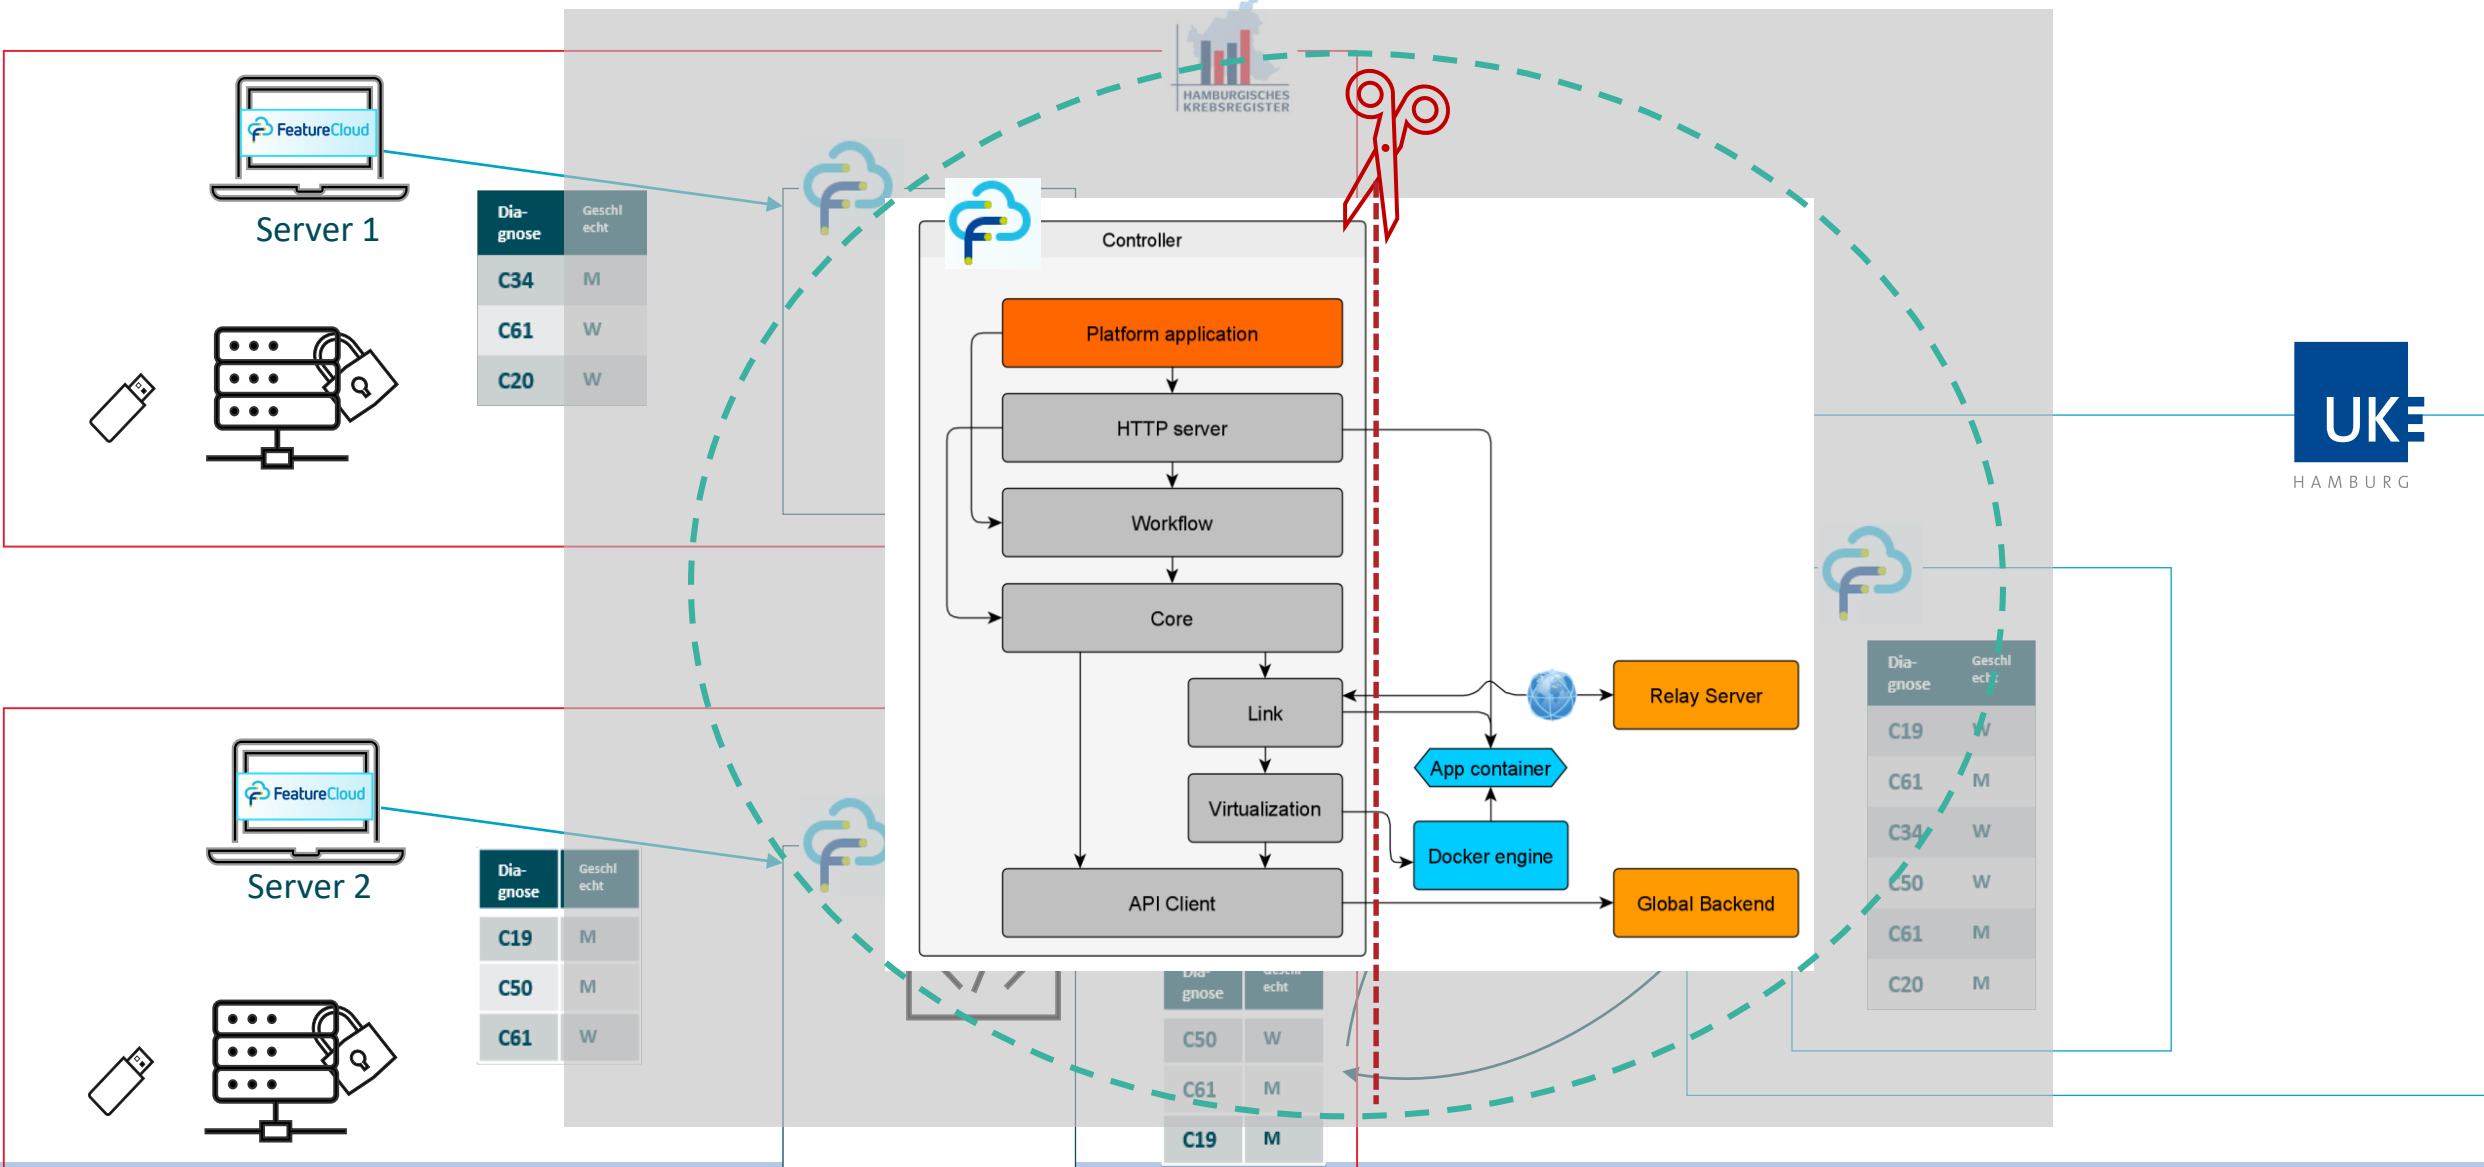 HAMBURGISCHES
KREBSREGISTER
FeatureCloud
Server 1
Dia-
gnose
Geschl
echt
C34 M
C61 W
C20 W
Controller
Platform application
HTTP server
Workflow
Core
Link
Virtualization
API Client
Relay Server
App container
Docker engine
Global Backend
UKE
HAMBURG
FeatureCloud
Server 2
Dia-
gnose
Geschl
echt
C19 M
C50 M
C61 W
Dia-
gnose
Geschl
echt
C50 W
C61 M
C19 M
Dia-
gnose
Geschl
echt
C19 W
C61 M
C34 W
C50 W
C61 M
C20 M